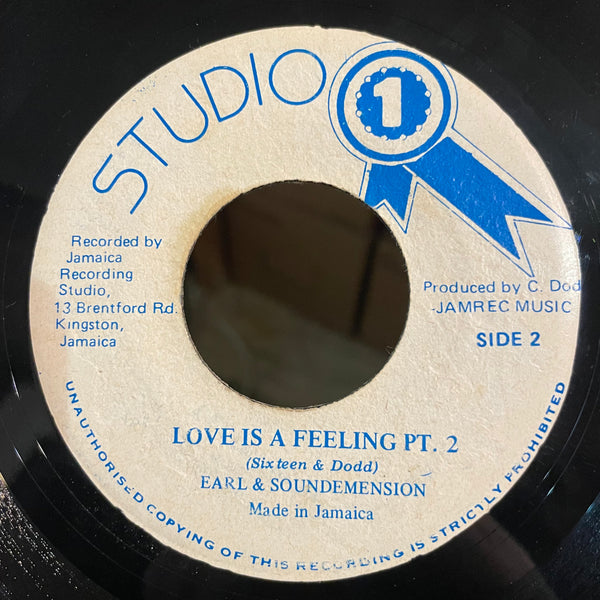 STUDIO 1
Recorded by
Jamaica
Recording
Studio,
13 Brentford Rd.
Kingston,
Jamaica
Produced by C. Dod
-JAMREC MUSIC
SIDE 2
LOVE IS A FEELING PT. 2
(Sixteen & Dodd)
EARL & SOUNDEMENSION
Made in Jamaica
UNAUTHORISED COPYING OF THIS RECORDING IS STRICTLY PROHIBITED